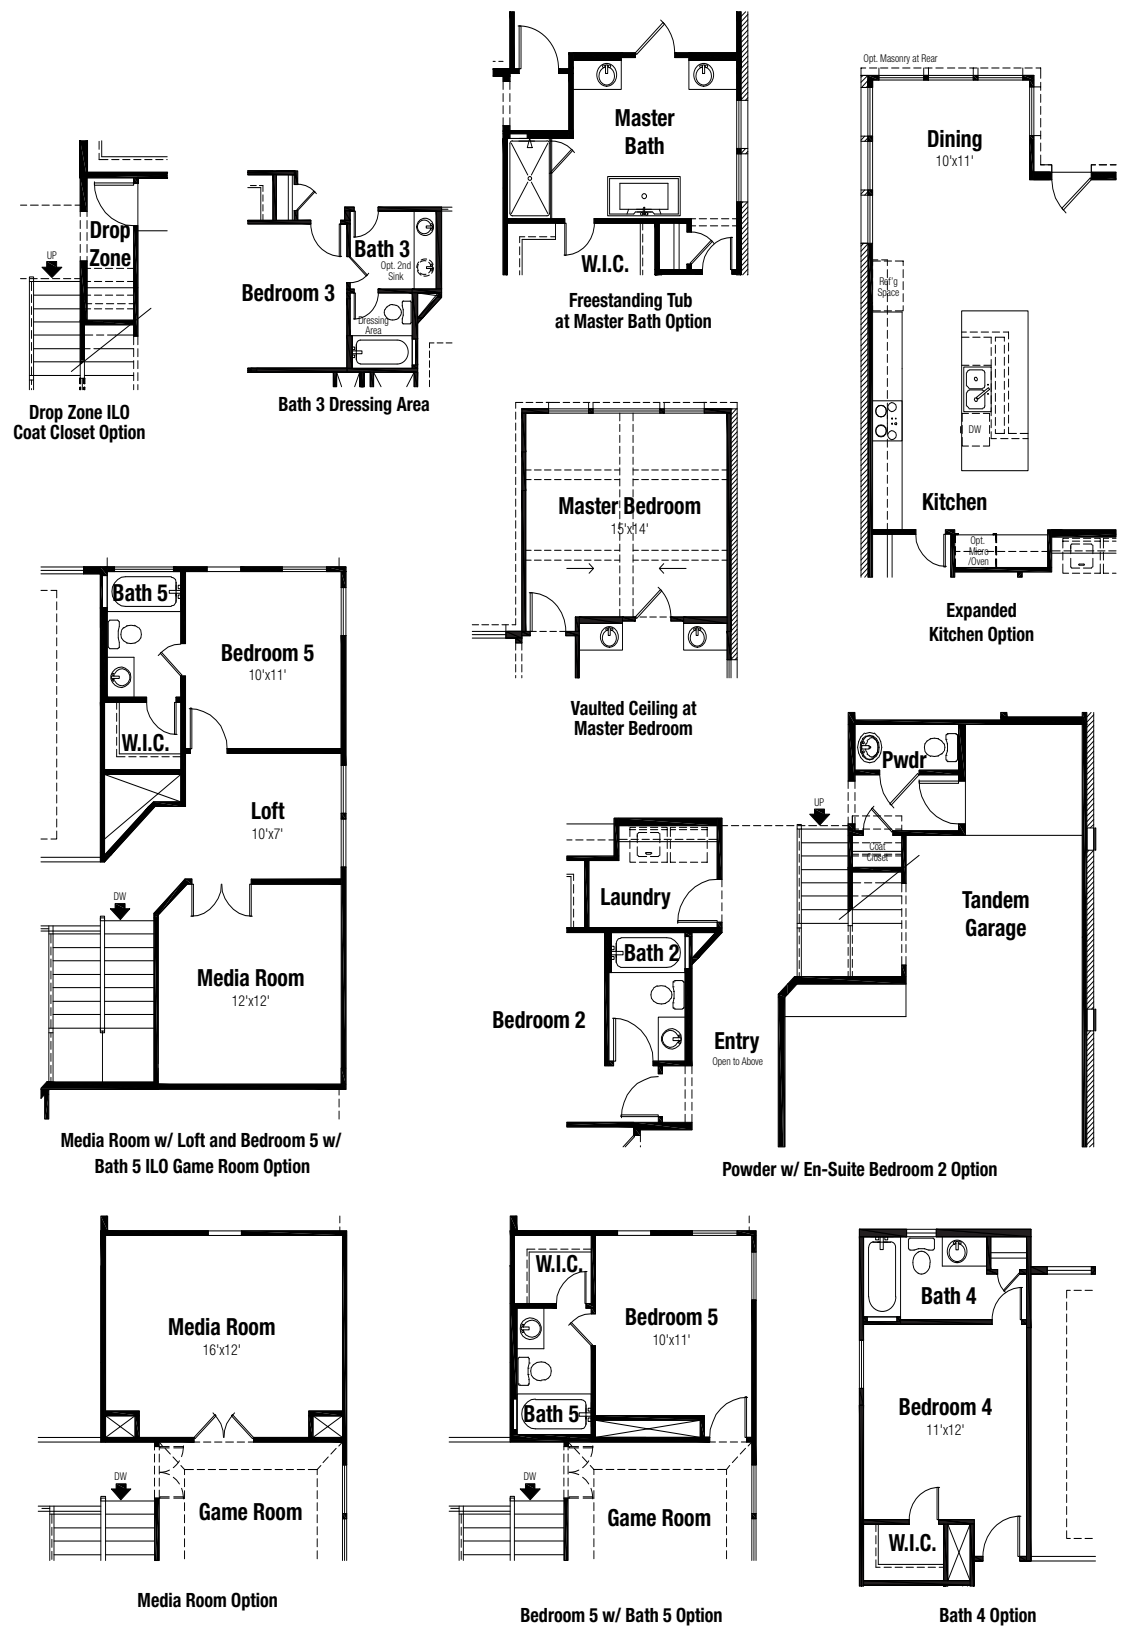 Drop
Zone
UP
Drop Zone ILO
Coat Closet Option
Bath 3
Opt. 2nd
Sink
Bedroom 3
Dressing
Area
Bath 3 Dressing Area
Master
Bath
W.I.C.
Freestanding Tub
at Master Bath Option
Opt. Masonry at Rear
Dining
10'x11'
Ref'g
Space
DW
Kitchen
Opt.
Micro
/Oven
Expanded
Kitchen Option
Master Bedroom
15'x14'
Vaulted Ceiling at
Master Bedroom
Bath 5
Bedroom 5
10'x11'
W.I.C.
Loft
10'x7'
DW
Media Room
12'x12'
Media Room w/ Loft and Bedroom 5 w/
Bath 5 ILO Game Room Option
Pwdr
UP
Coat
Closet
Laundry
Tandem
Garage
Bath 2
Bedroom 2
Entry
Open to Above
Powder w/ En-Suite Bedroom 2 Option
Media Room
16'x12'
DW
Game Room
Media Room Option
W.I.C.
Bedroom 5
10'x11'
Bath 5
DW
Game Room
Bedroom 5 w/ Bath 5 Option
Bath 4
Bedroom 4
11'x12'
W.I.C.
Bath 4 Option